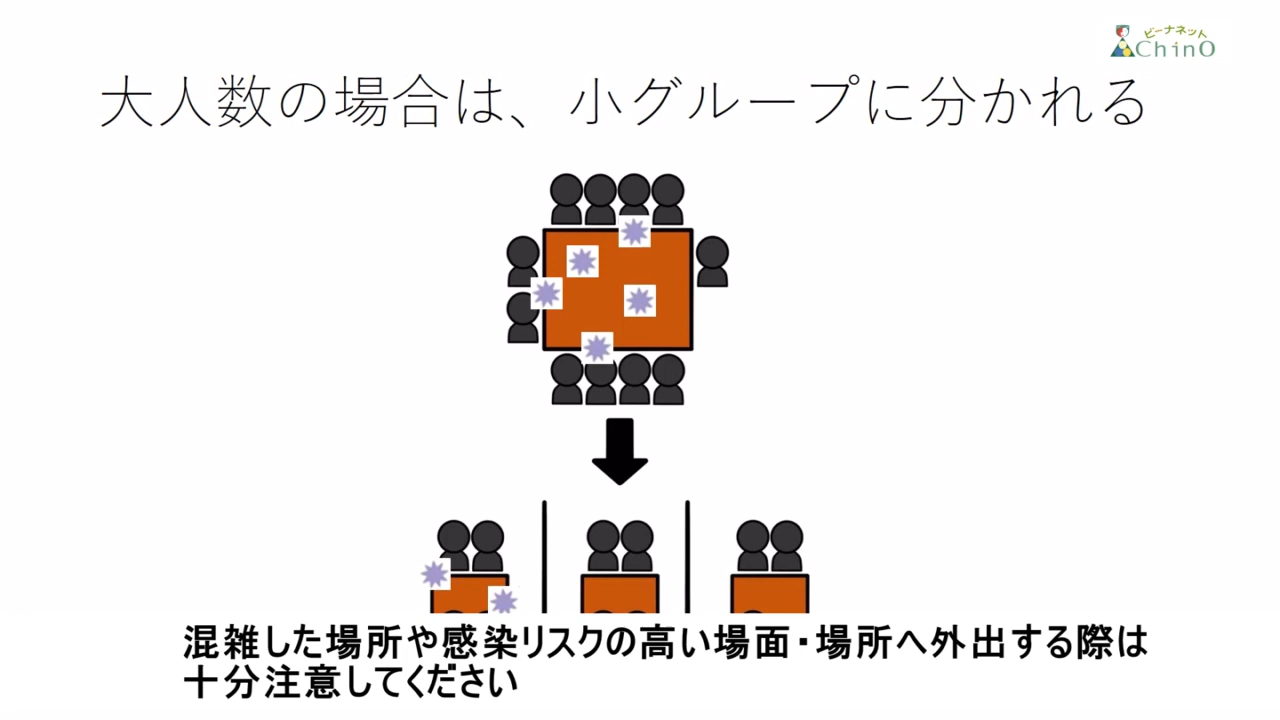 ビーナネット
ChinO
大人数の場合は、小グループに分かれる
混雑した場所や感染リスクの高い場面・場所へ外出する際は
十分注意してください